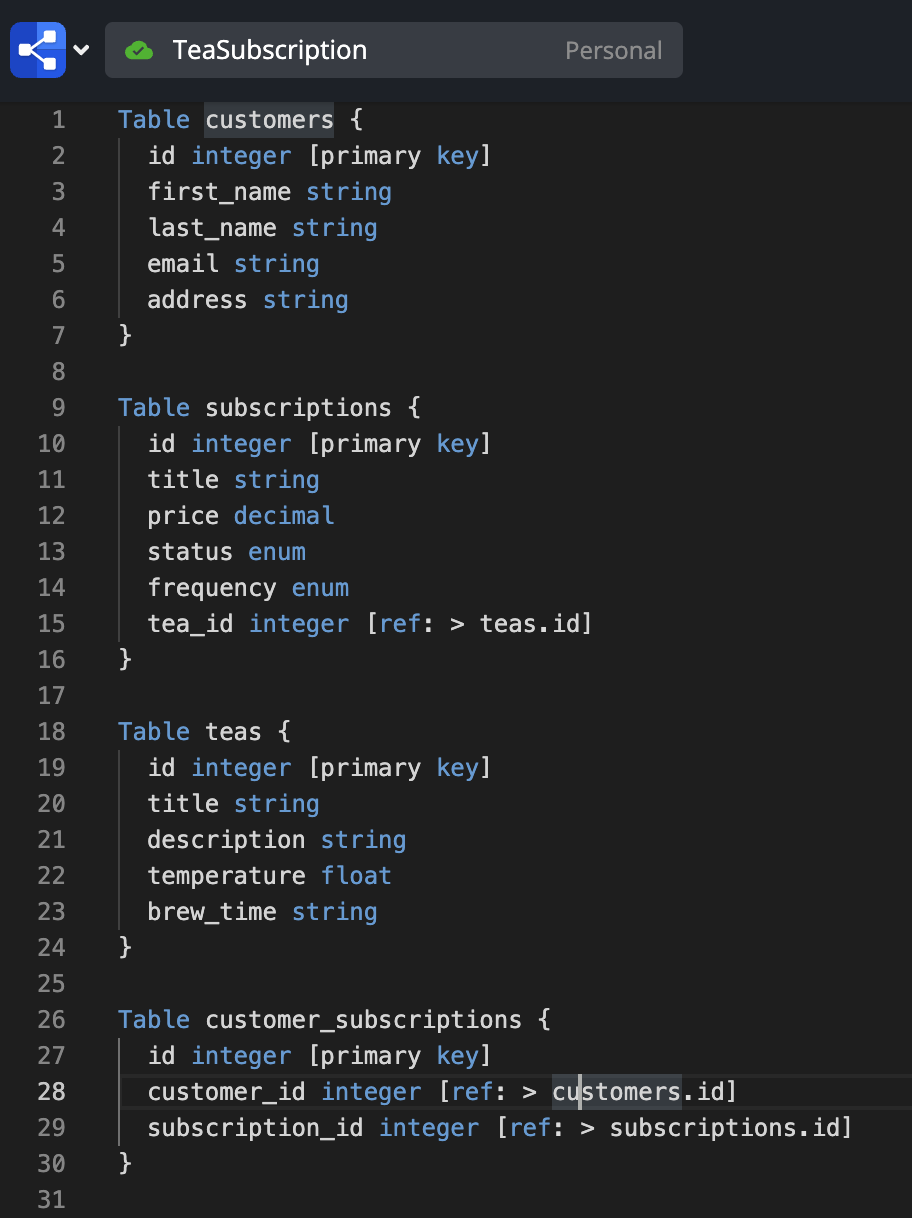 TeaSubscription Personal
1 Table customers {
2   id integer [primary key]
3   first_name string
4   last_name string
5   email string
6   address string
7 }
8
9 Table subscriptions {
10   id integer [primary key]
11   title string
12   price decimal
13   status enum
14   frequency enum
15   tea_id integer [ref: > teas.id]
16 }
17
18 Table teas {
19   id integer [primary key]
20   title string
21   description string
22   temperature float
23   brew_time string
24 }
25
26 Table customer_subscriptions {
27   id integer [primary key]
28   customer_id integer [ref: > customers.id]
29   subscription_id integer [ref: > subscriptions.id]
30 }
31